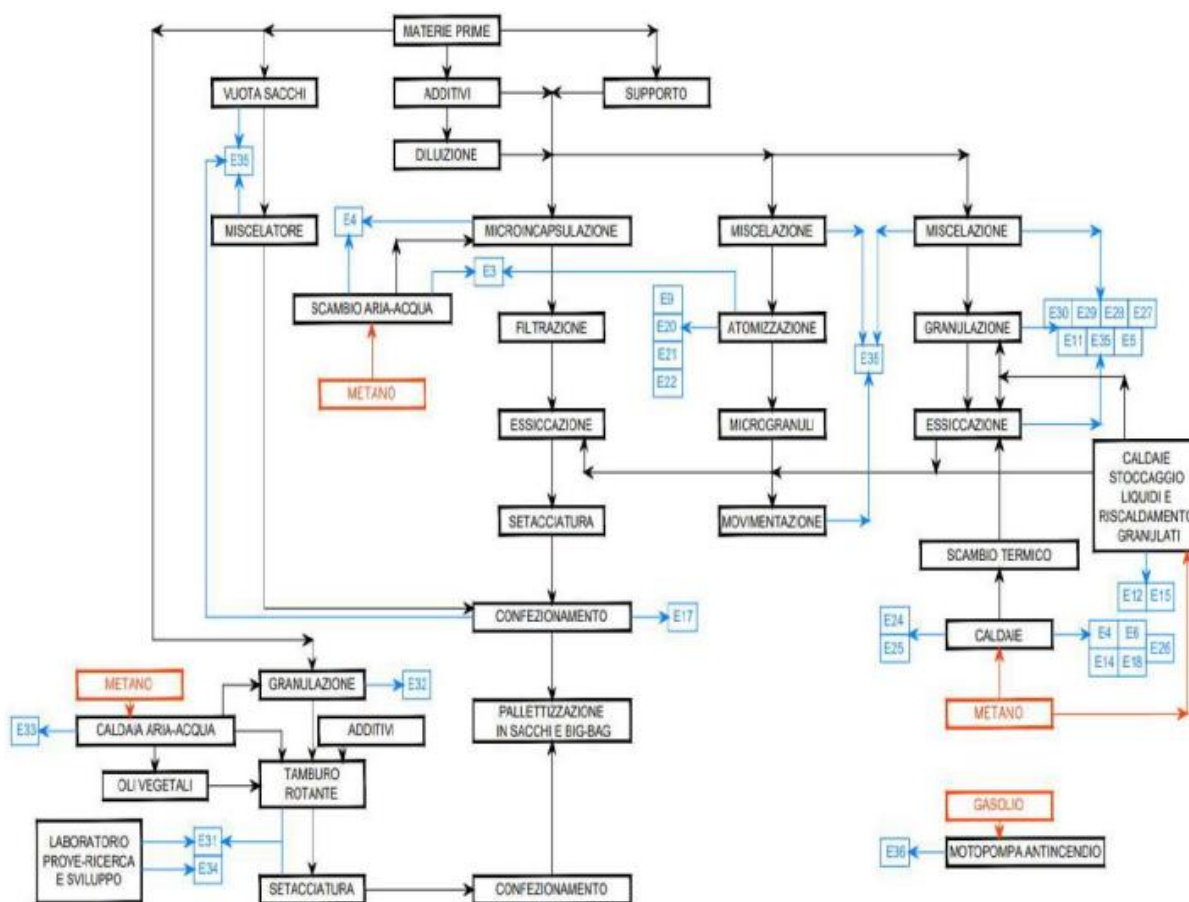 MATERIE PRIME
VUOTA SACCHI
ADDITIVI
SUPPORTO
DILUIZIONE
E35
MISCELATORE
E4
MICROINCAPSULAZIONE
MISCELAZIONE
MISCELAZIONE
E3
SCAMBIO ARIA-ACQUA
E9
E20
E21
E22
FILTRAZIONE
ATOMIZZAZIONE
GRANULAZIONE
E30 E29 E28 E27
E11 E35 E5
E35
METANO
ESSICCAZIONE
MICROGRANULI
ESSICCAZIONE
CALDAIE
STOCCAGGIO
LIQUIDI E
RISCALDAMENTO
GRANULATI
SETACCIATURA
MOVIMENTAZIONE
SCAMBIO TERMICO
E12 E15
CONFEZIONAMENTO
E17
E24
E25
CALDAIE
E4 E6
E14 E18
E26
METANO
GRANULAZIONE
E32
METANO
E33
CALDAIA ARIA-ACQUA
ADDITIVI
PALLETTIZZAZIONE
IN SACCHI E BIG-BAG
OLI VEGETALI
TAMBURO
ROTANTE
GASOLIO
LABORATORIO
PROVE-RICERCA
E SVILUPPO
E31
E34
E36
MOTOPOMPA ANTINCENDIO
SETACCIATURA
CONFEZIONAMENTO